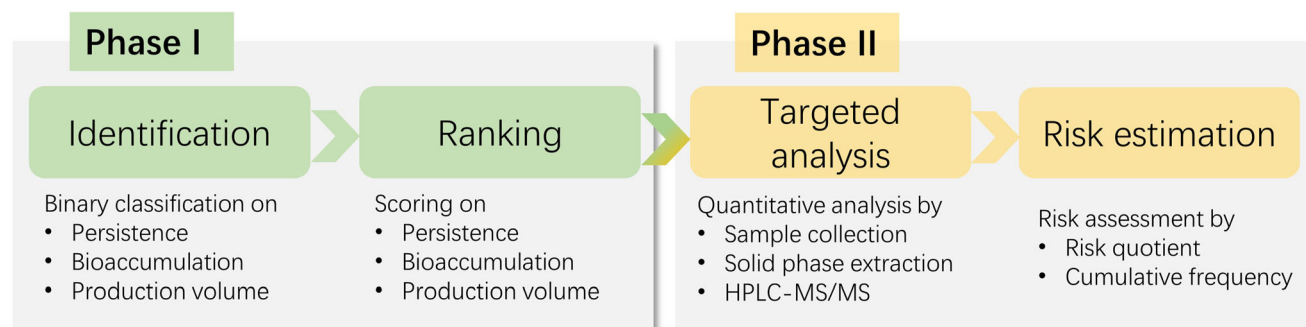 Phase I
Identification
Binary classification on
• Persistence
• Bioaccumulation
• Production volume
Ranking
Scoring on
• Persistence
• Bioaccumulation
• Production volume
Phase II
Targeted
analysis
Quantitative analysis by
• Sample collection
• Solid phase extraction
• HPLC-MS/MS
Risk estimation
Risk assessment by
• Risk quotient
• Cumulative frequency